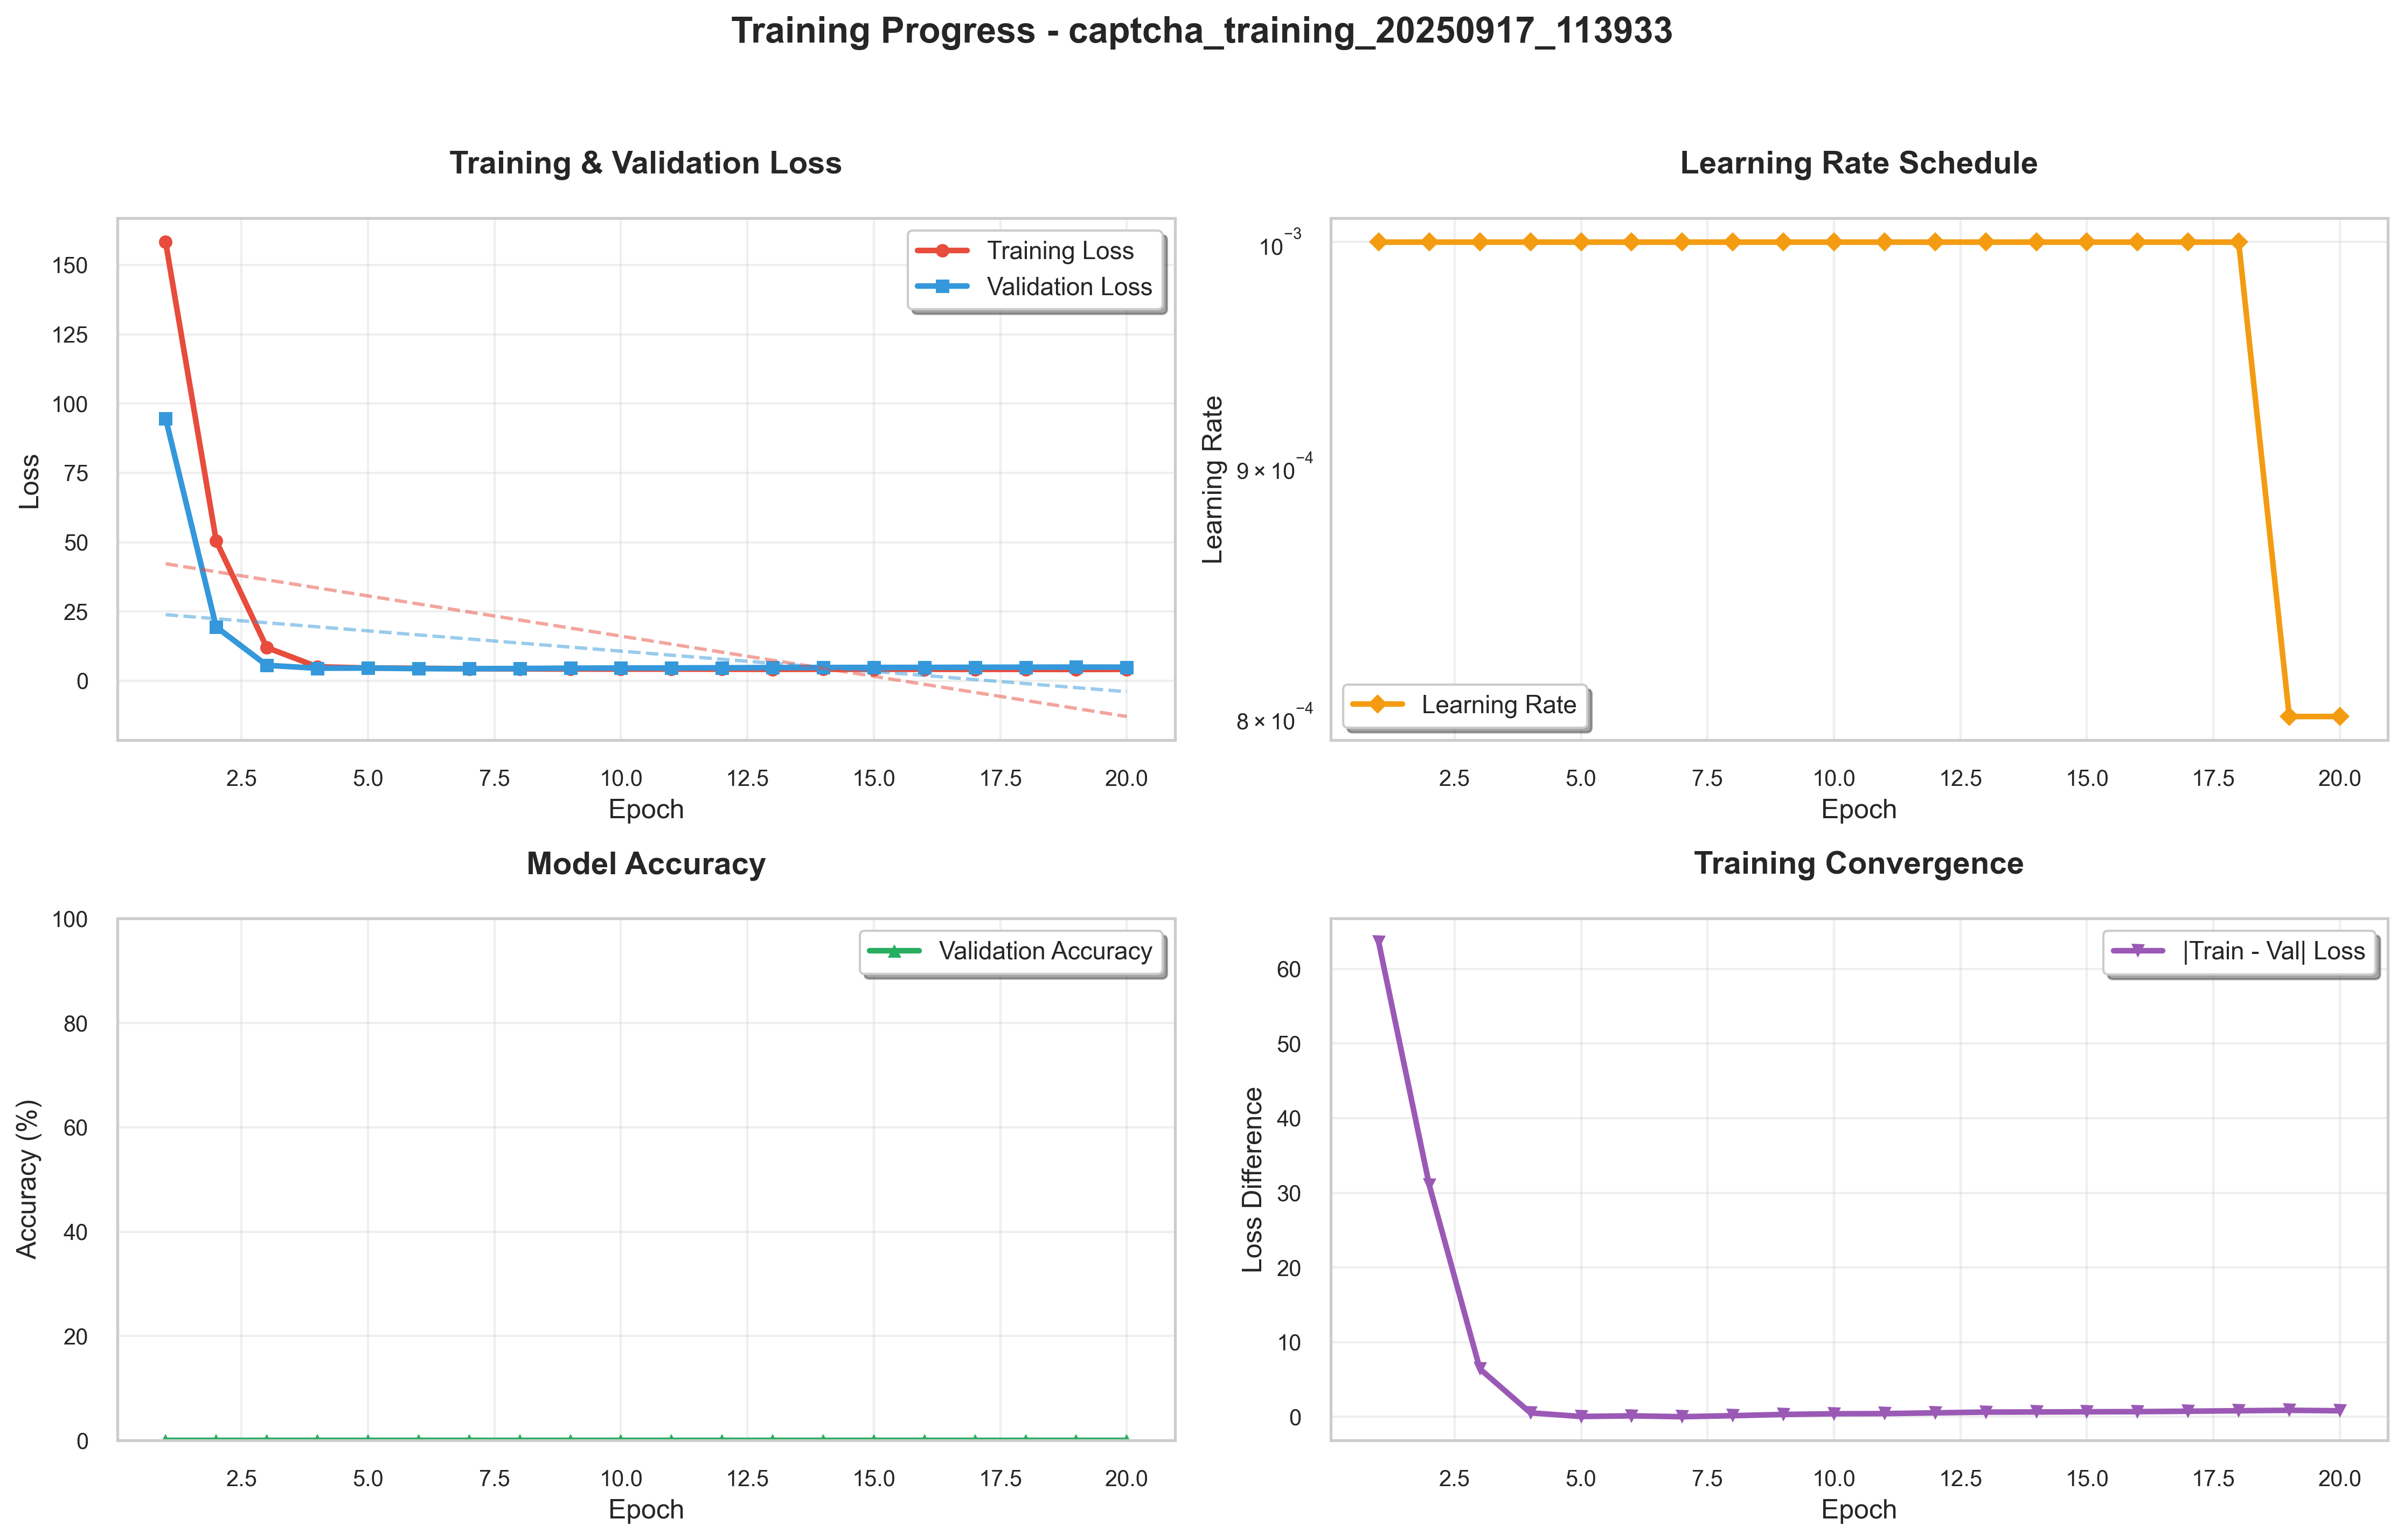 Training Progress - captcha_training_20250917_113933
Training & Validation Loss
Training Loss
Validation Loss
150
125
100
75
50
25
0
Loss
2.5 5.0 7.5 10.0 12.5 15.0 17.5 20.0
Epoch
Learning Rate Schedule
10⁻³
9 × 10⁻⁴
8 × 10⁻⁴
Learning Rate
Learning Rate
2.5 5.0 7.5 10.0 12.5 15.0 17.5 20.0
Epoch
Model Accuracy
Validation Accuracy
100
80
60
40
20
0
Accuracy (%)
2.5 5.0 7.5 10.0 12.5 15.0 17.5 20.0
Epoch
Training Convergence
|Train - Val| Loss
60
50
40
30
20
10
0
Loss Difference
2.5 5.0 7.5 10.0 12.5 15.0 17.5 20.0
Epoch